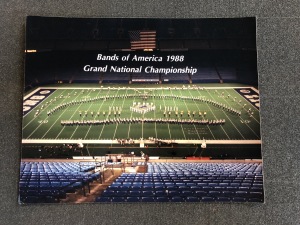 Bands of America 1988
Grand National Championship